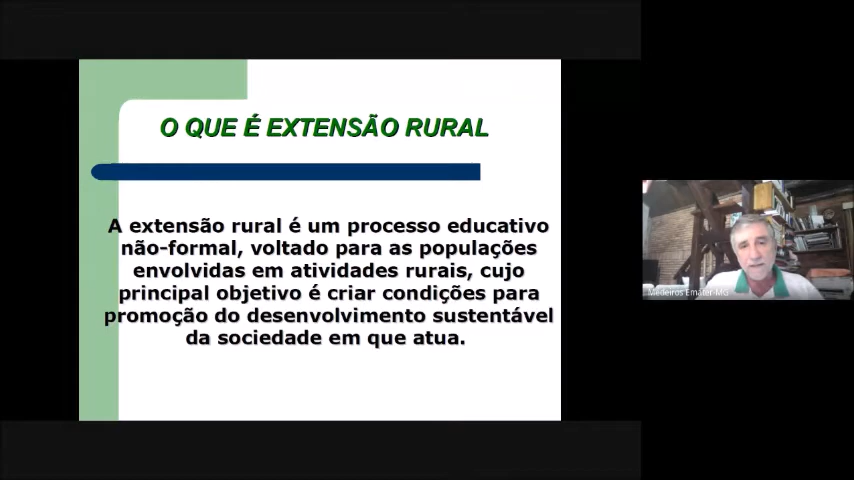 O QUE É EXTENSÃO RURAL
A extensão rural é um processo educativo
não-formal, voltado para as populações
envolvidas em atividades rurais, cujo
principal objetivo é criar condições para
promoção do desenvolvimento sustentável
da sociedade em que atua.
Medeiros Emater-MG